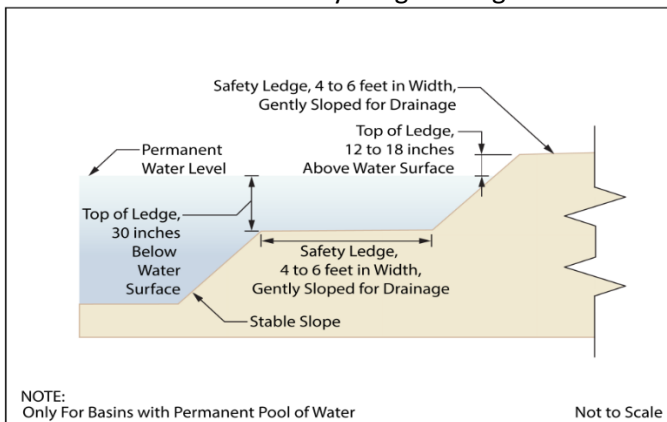 Safety Ledge, 4 to 6 feet in Width,
Gently Sloped for Drainage
Top of Ledge,
12 to 18 inches
Above Water Surface
Permanent
Water Level
Top of Ledge,
30 inches
Below
Water
Surface
Safety Ledge,
4 to 6 feet in Width,
Gently Sloped for Drainage
Stable Slope
NOTE:
Only For Basins with Permanent Pool of Water
Not to Scale